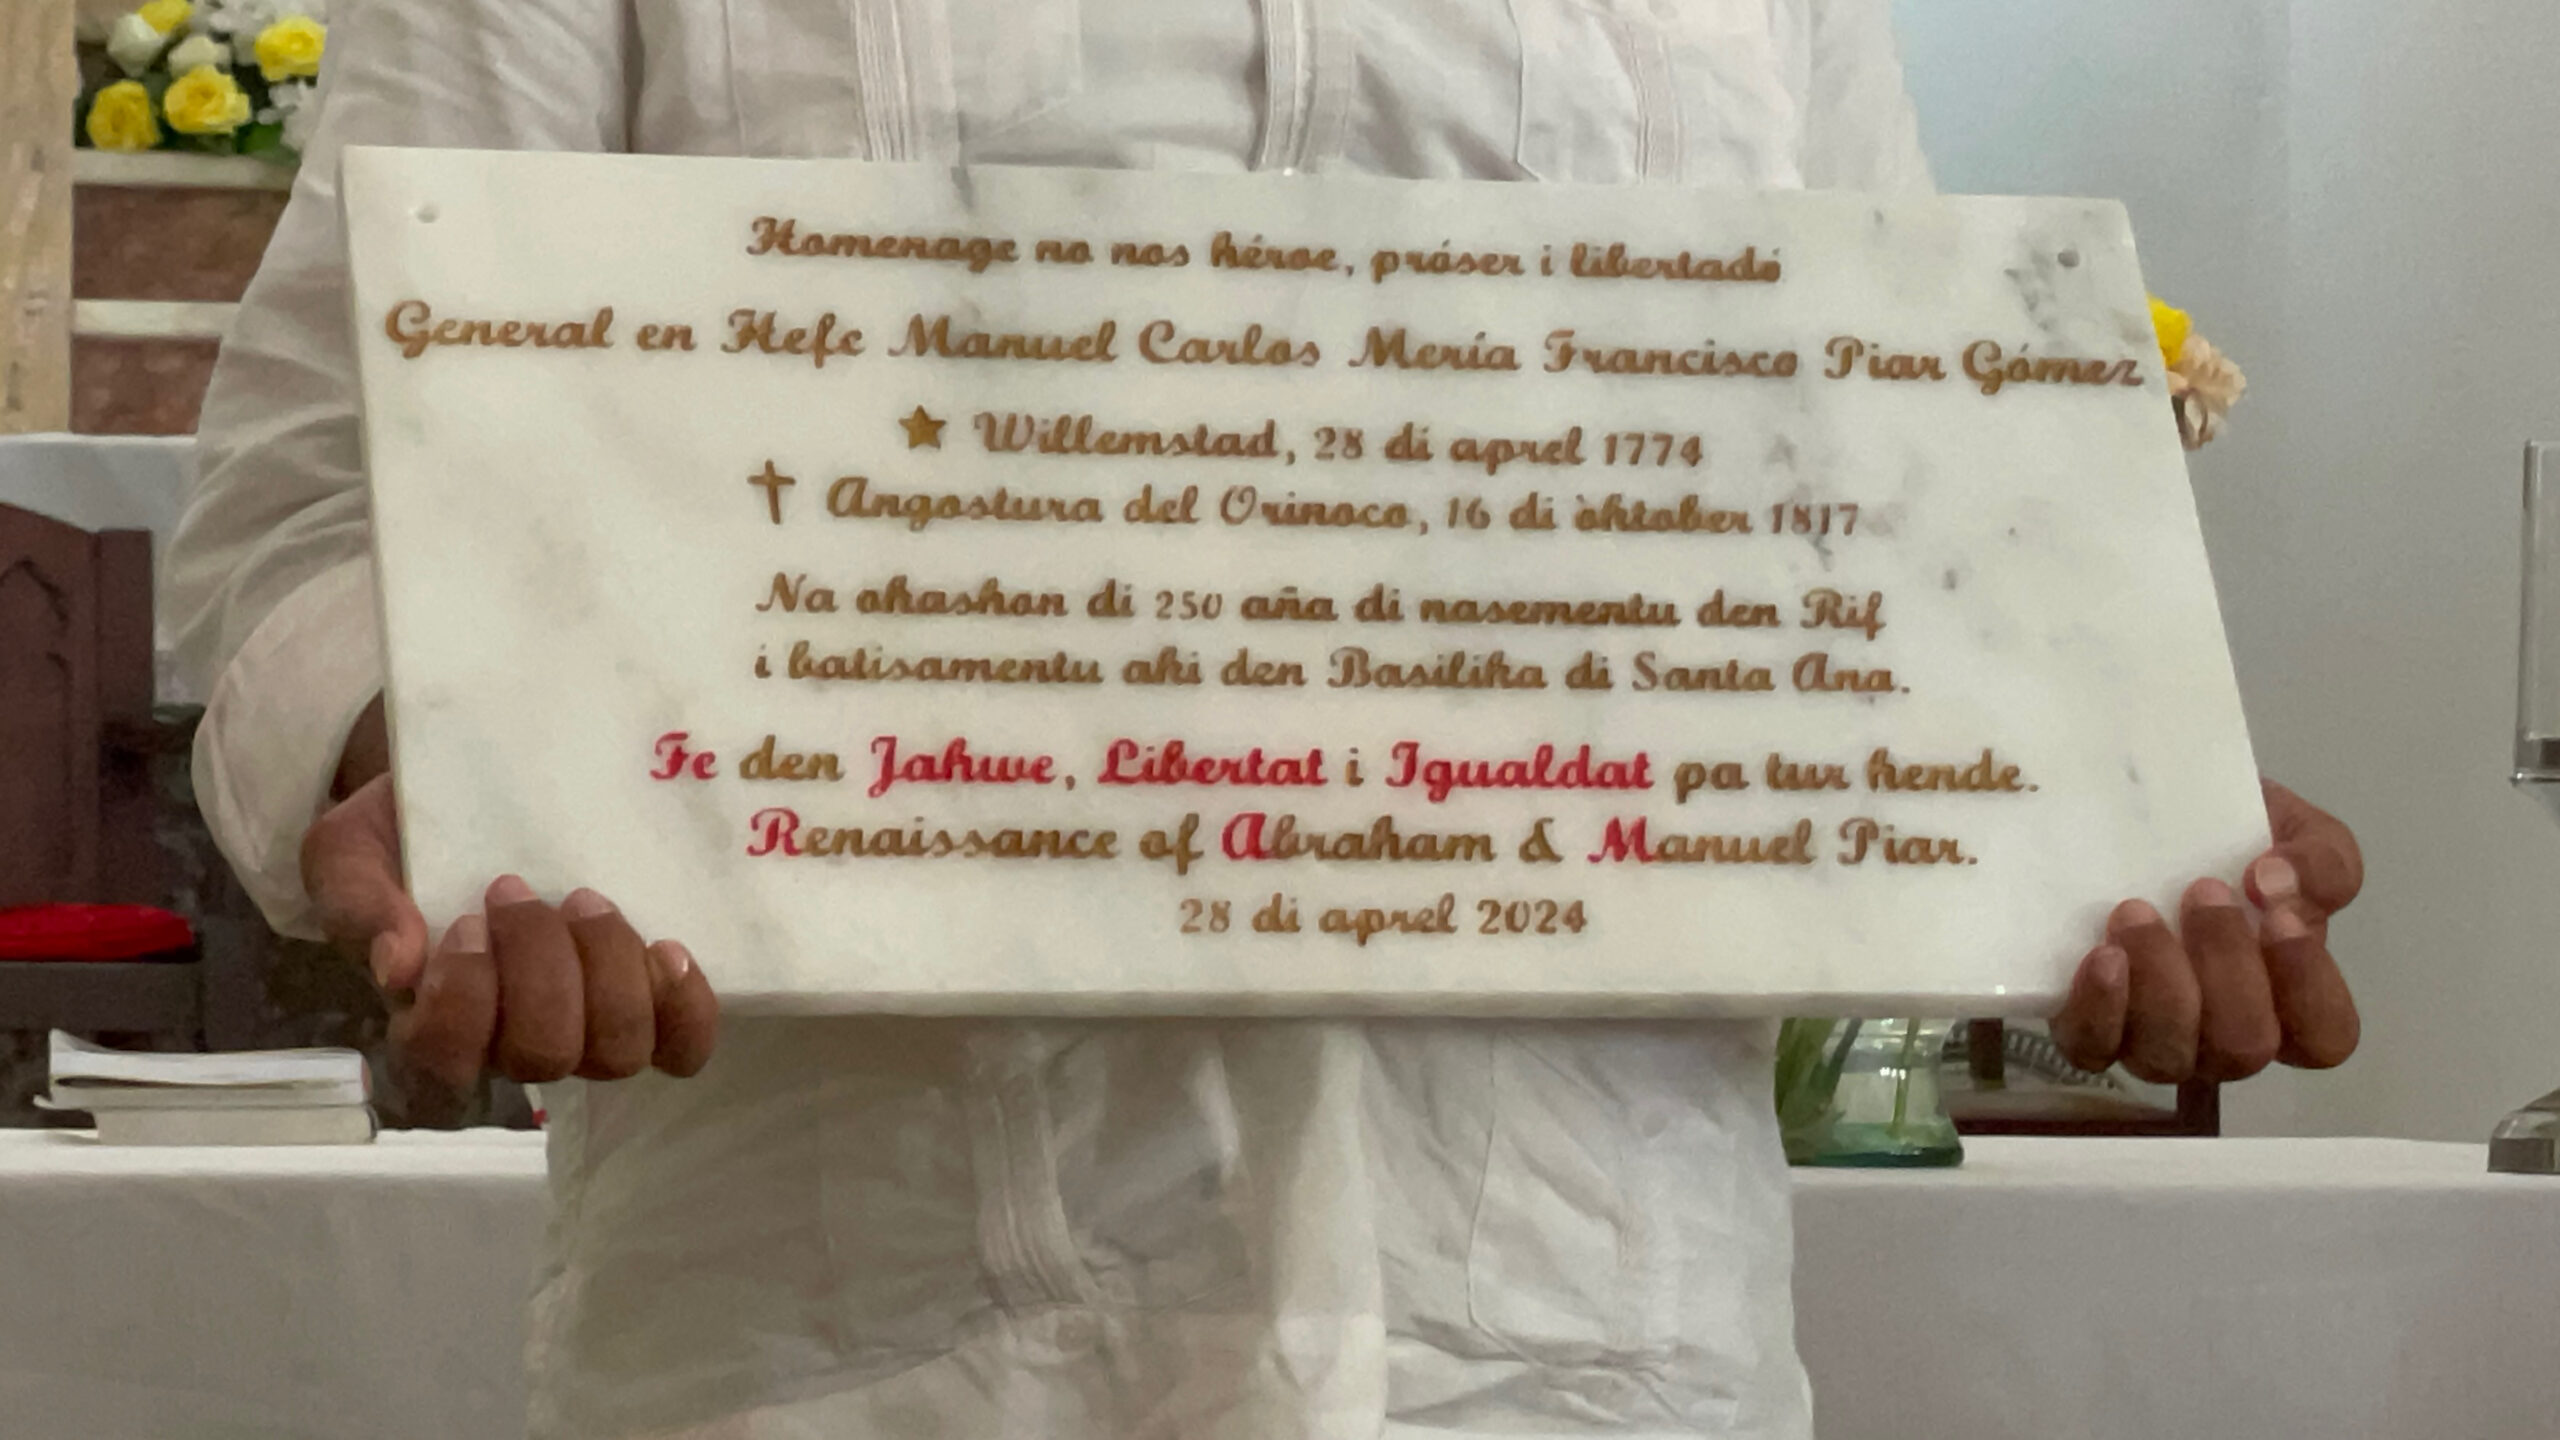 Homenage na nos héroe, próser i libertadó
General en Hefe Manuel Carlos María Francisco Piar Gómez
Willemstad, 28 di aprel 1774
Angostura del Orinoco, 16 di òktober 1817
Na okashon di 250 aña di nasementu den Rif
i batisamentu aki den Basilika di Santa Ana.
Fe den Jahwe, Libertat i Igualdat pa tur hende.
Renaissance of Abraham & Manuel Piar.
28 di aprel 2024